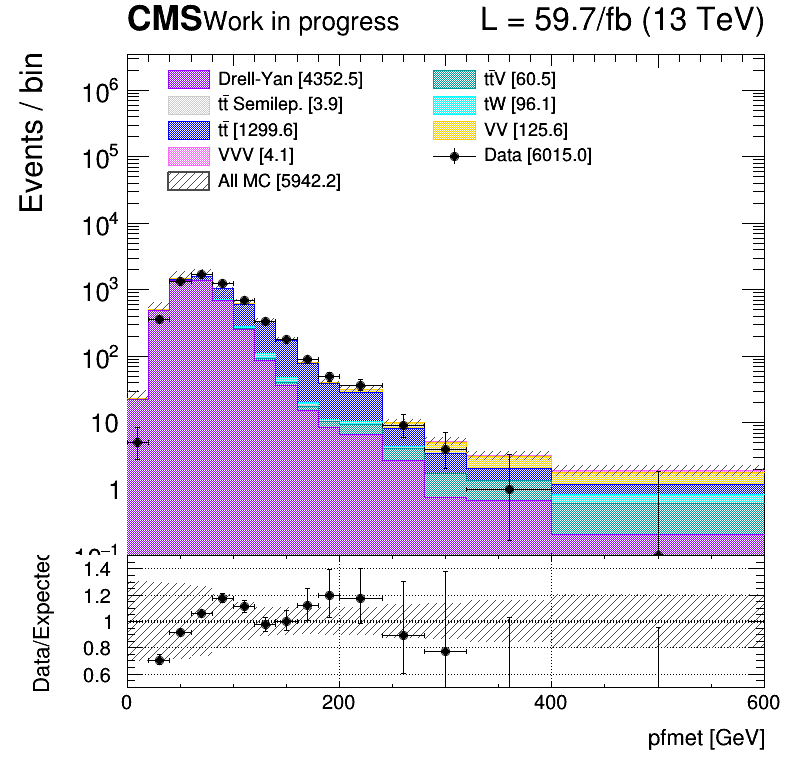 CMS Work in progress L = 59.7/fb (13 TeV)
Events / bin
Drell-Yan [4352.5]
tt̄V [60.5]
tt̄ Semilep. [3.9]
tW [96.1]
tt̄ [1299.6]
VV [125.6]
VVV [4.1]
Data [6015.0]
All MC [5942.2]
10⁶
10⁵
10⁴
10³
10²
10
1
10⁻¹
Data/Expected
1.4
1.2
1
0.8
0.6
0 200 400 600
pfmet [GeV]